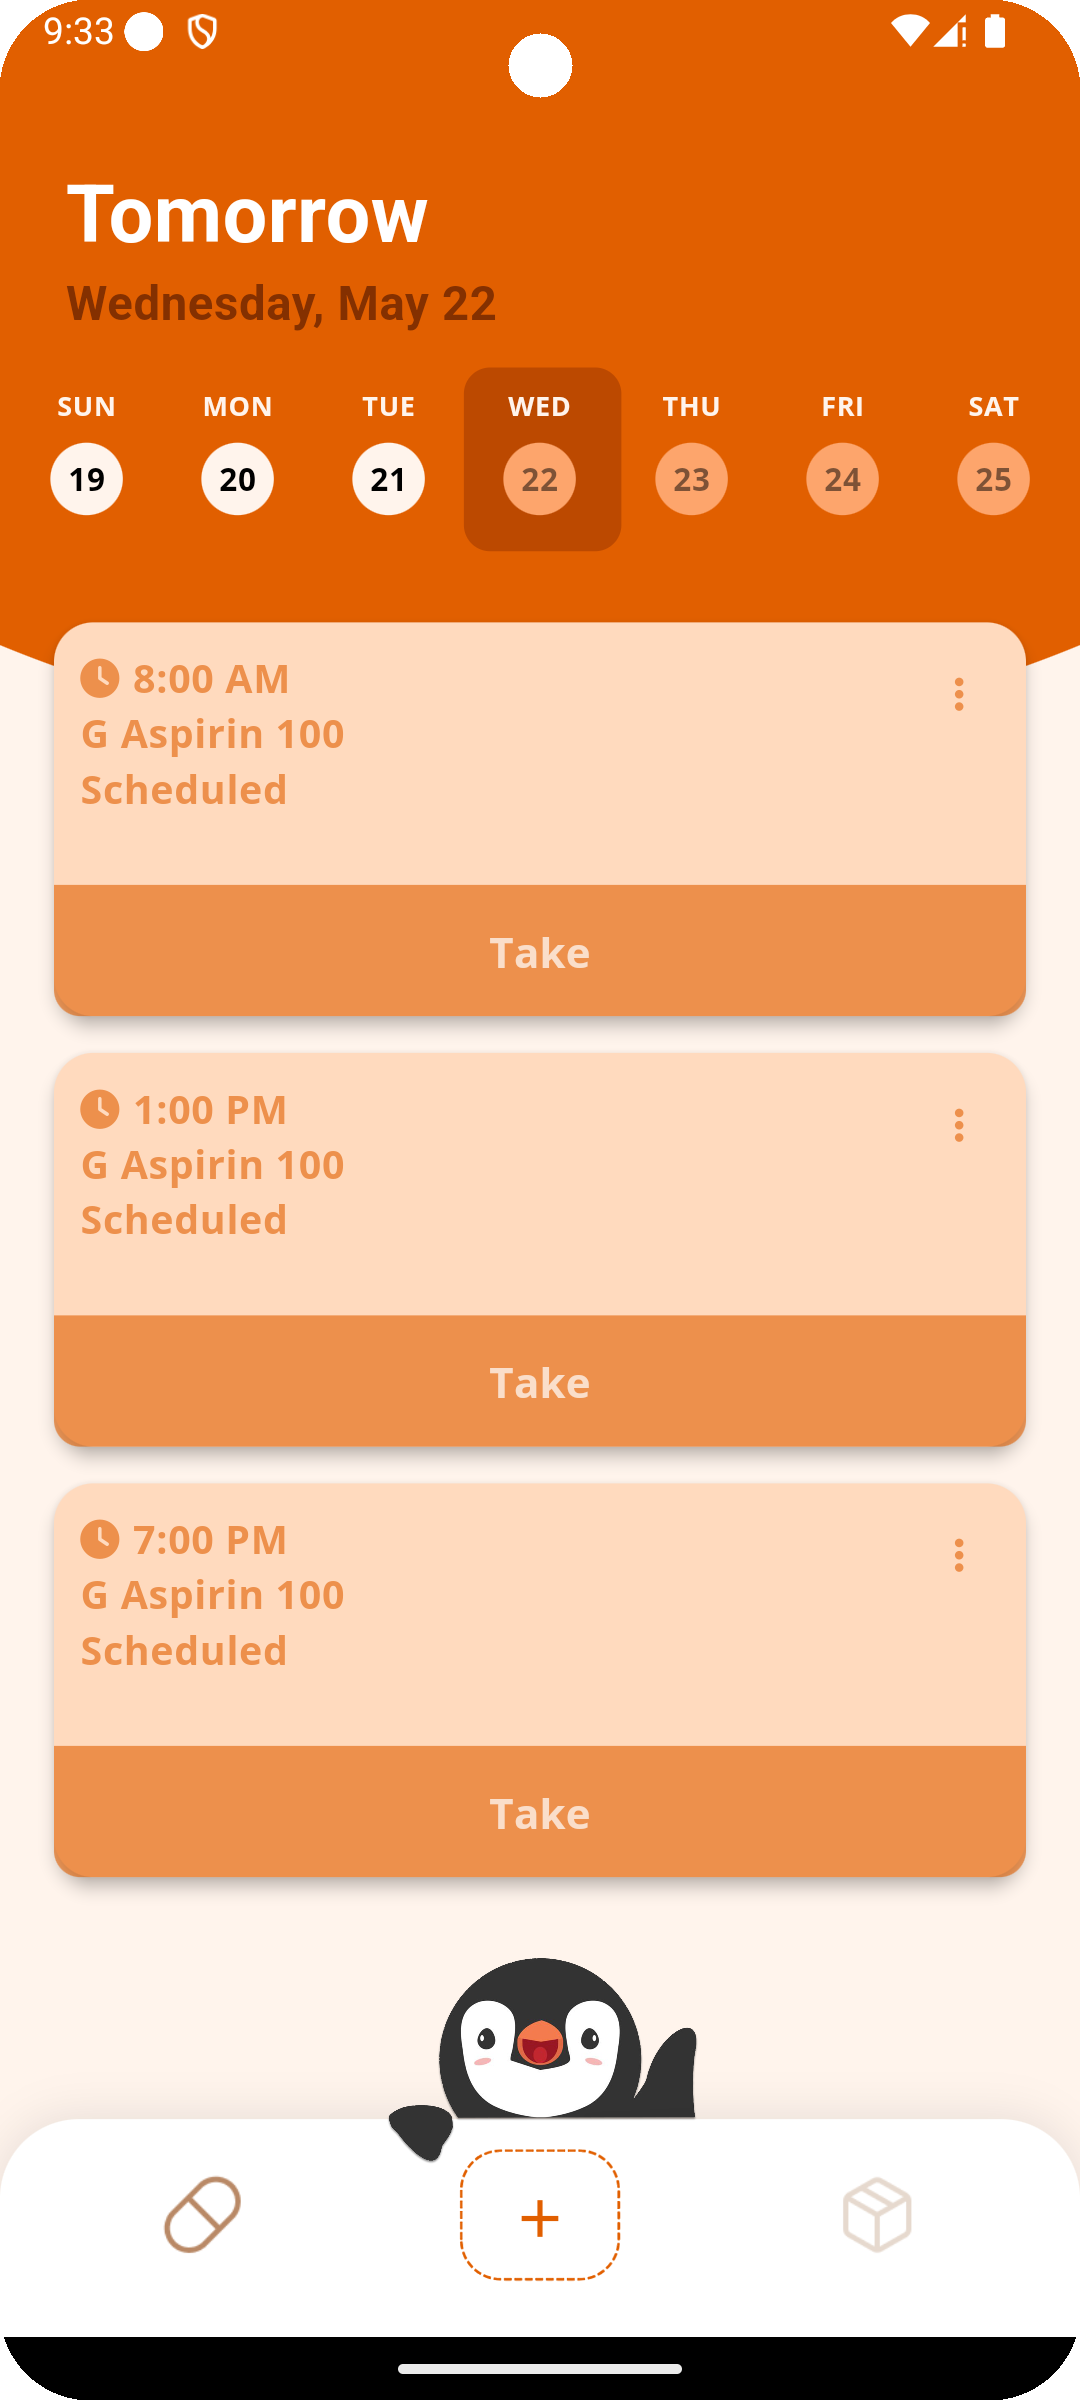 9:33
Tomorrow
Wednesday, May 22
SUN MON TUE WED THU FRI SAT
19 20 21 22 23 24 25
8:00 AM
G Aspirin 100
Scheduled
Take
1:00 PM
G Aspirin 100
Scheduled
Take
7:00 PM
G Aspirin 100
Scheduled
Take